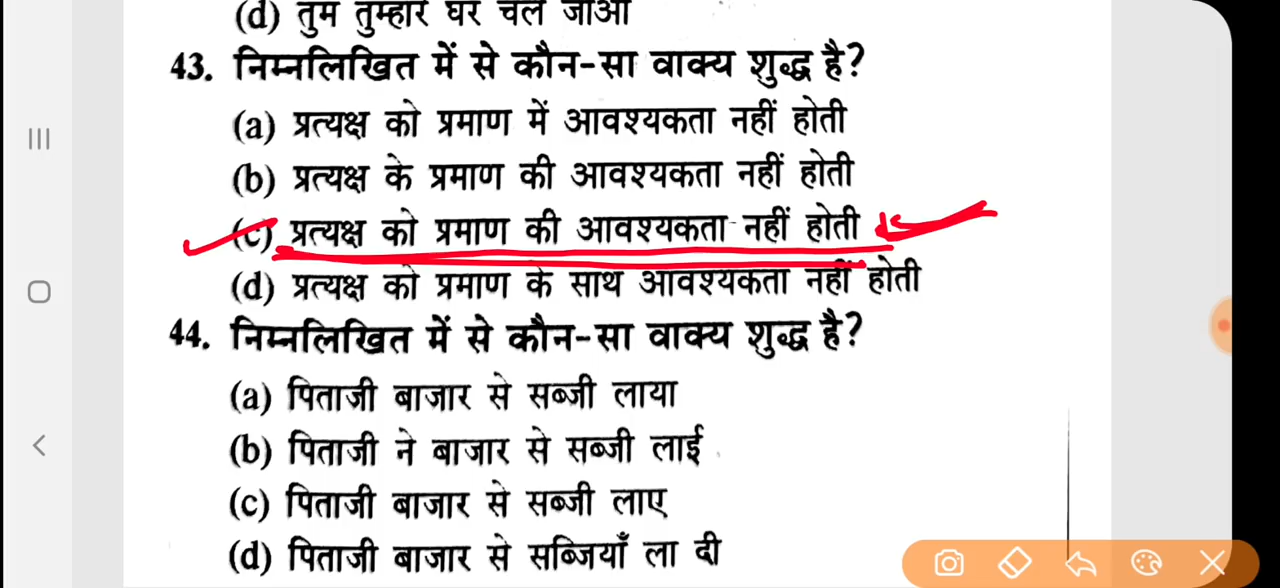 (d) तुम तुम्हारे घर चले जाओ
43. निम्नलिखित में से कौन-सा वाक्य शुद्ध है?
(a) प्रत्यक्ष को प्रमाण में आवश्यकता नहीं होती
(b) प्रत्यक्ष के प्रमाण की आवश्यकता नहीं होती
(c) प्रत्यक्ष को प्रमाण की आवश्यकता नहीं होती
(d) प्रत्यक्ष को प्रमाण के साथ आवश्यकता नहीं होती
44. निम्नलिखित में से कौन-सा वाक्य शुद्ध है?
(a) पिताजी बाजार से सब्जी लाया
(b) पिताजी ने बाजार से सब्जी लाई
(c) पिताजी बाजार से सब्जी लाए
(d) पिताजी बाजार से सब्जियाँ ला दी